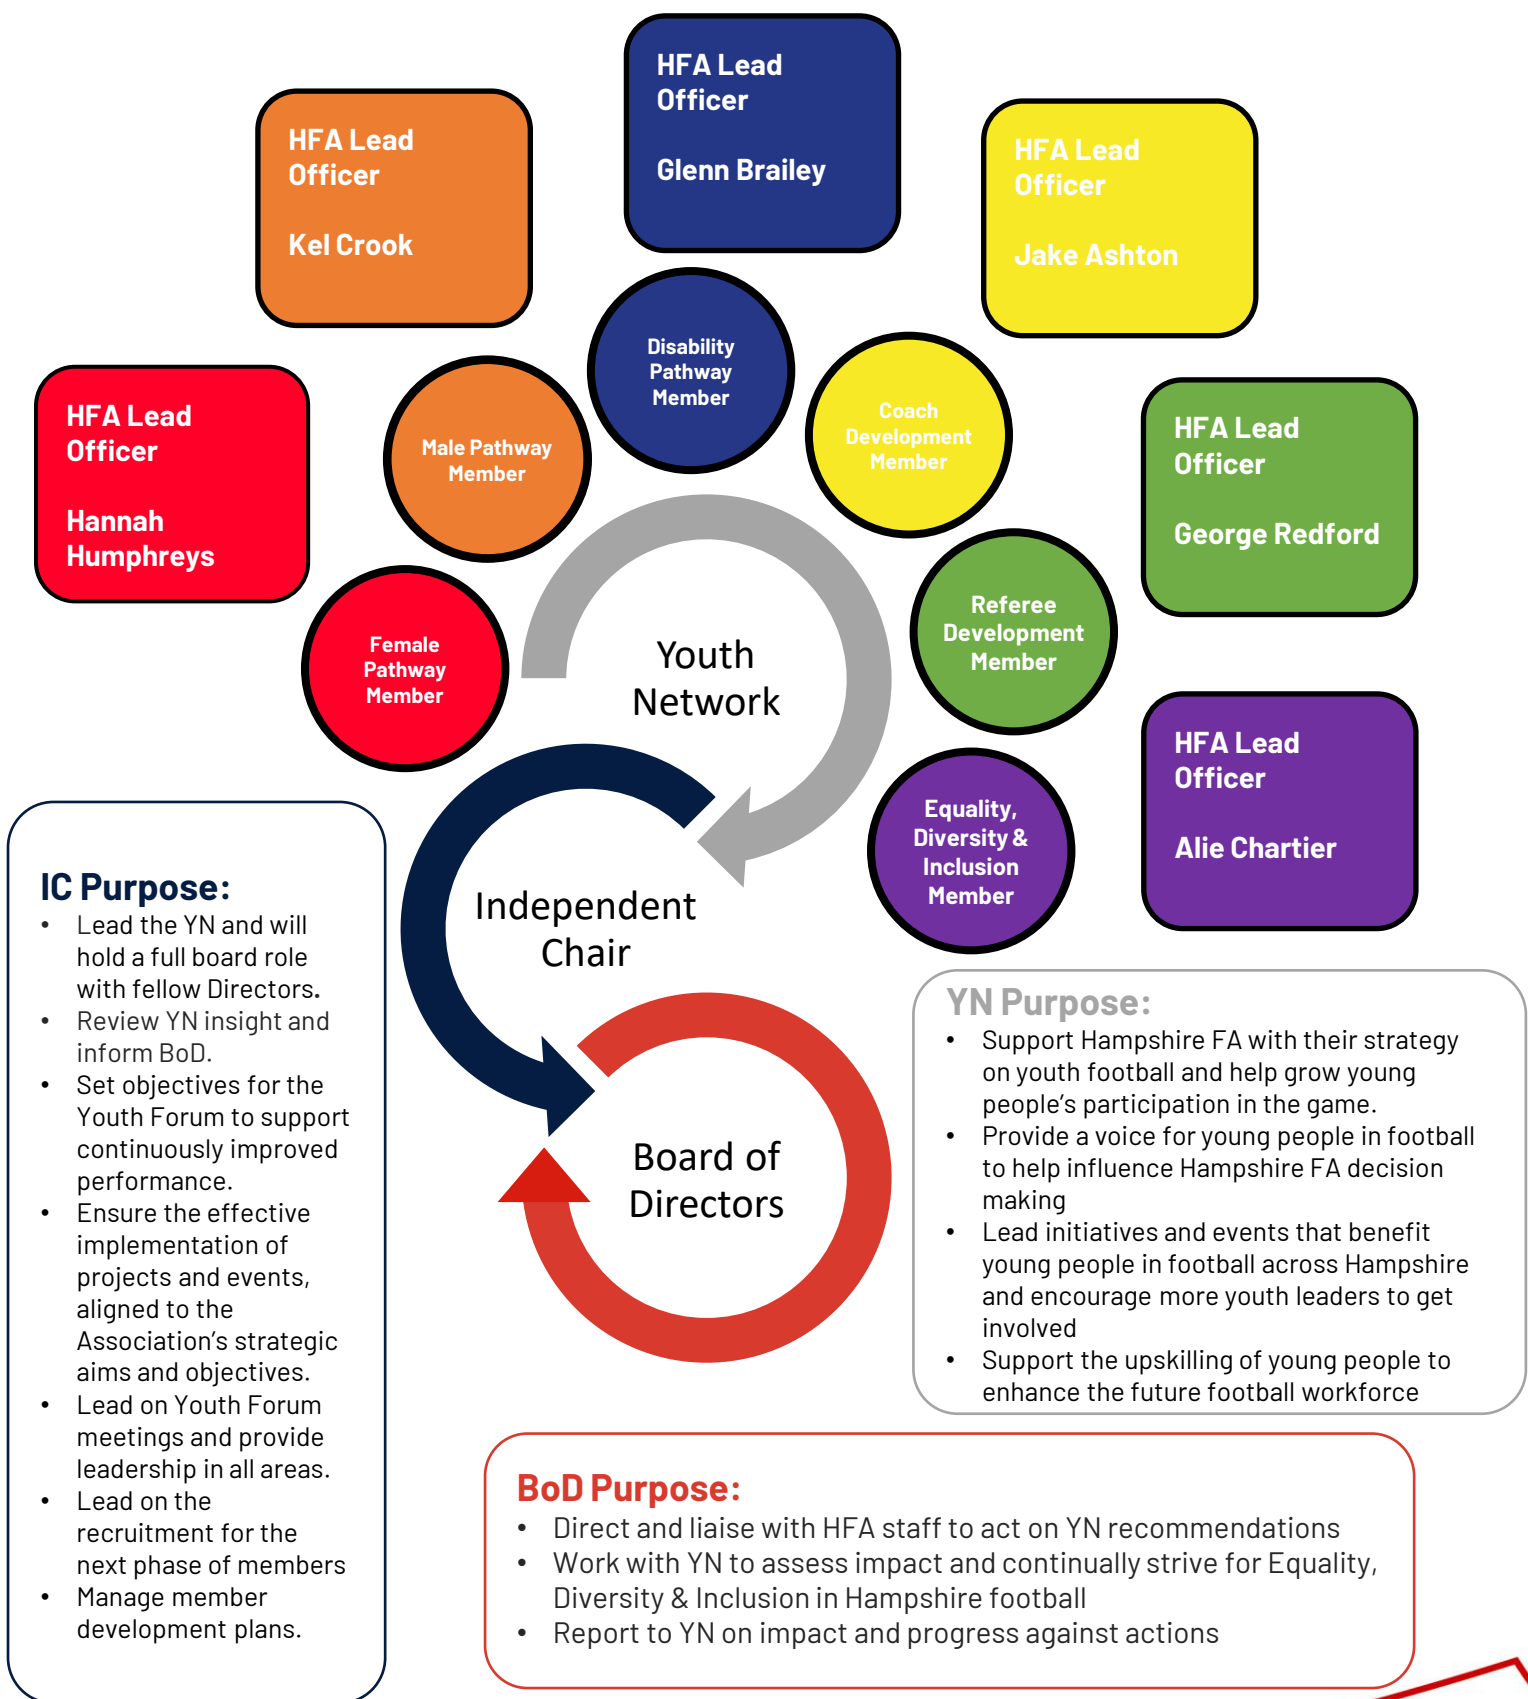 HFA Lead
Officer
Glenn Brailey
HFA Lead
Officer
Kel Crook
HFA Lead
Officer
Jake Ashton
HFA Lead
Officer
Hannah
Humphreys
HFA Lead
Officer
George Redford
HFA Lead
Officer
Alie Chartier
Disability
Pathway
Member
Male Pathway
Member
Coach
Development
Member
Female
Pathway
Member
Referee
Development
Member
Equality,
Diversity &
Inclusion
Member
Youth
Network
Independent
Chair
Board of
Directors
IC Purpose:
• Lead the YN and will
hold a full board role
with fellow Directors.
• Review YN insight and
inform BoD.
• Set objectives for the
Youth Forum to support
continuously improved
performance.
• Ensure the effective
implementation of
projects and events,
aligned to the
Association's strategic
aims and objectives.
• Lead on Youth Forum
meetings and provide
leadership in all areas.
• Lead on the
recruitment for the
next phase of members
• Manage member
development plans.
YN Purpose:
• Support Hampshire FA with their strategy
on youth football and help grow young
people's participation in the game.
• Provide a voice for young people in football
to help influence Hampshire FA decision
making
• Lead initiatives and events that benefit
young people in football across Hampshire
and encourage more youth leaders to get
involved
• Support the upskilling of young people to
enhance the future football workforce
BoD Purpose:
• Direct and liaise with HFA staff to act on YN recommendations
• Work with YN to assess impact and continually strive for Equality,
Diversity & Inclusion in Hampshire football
• Report to YN on impact and progress against actions